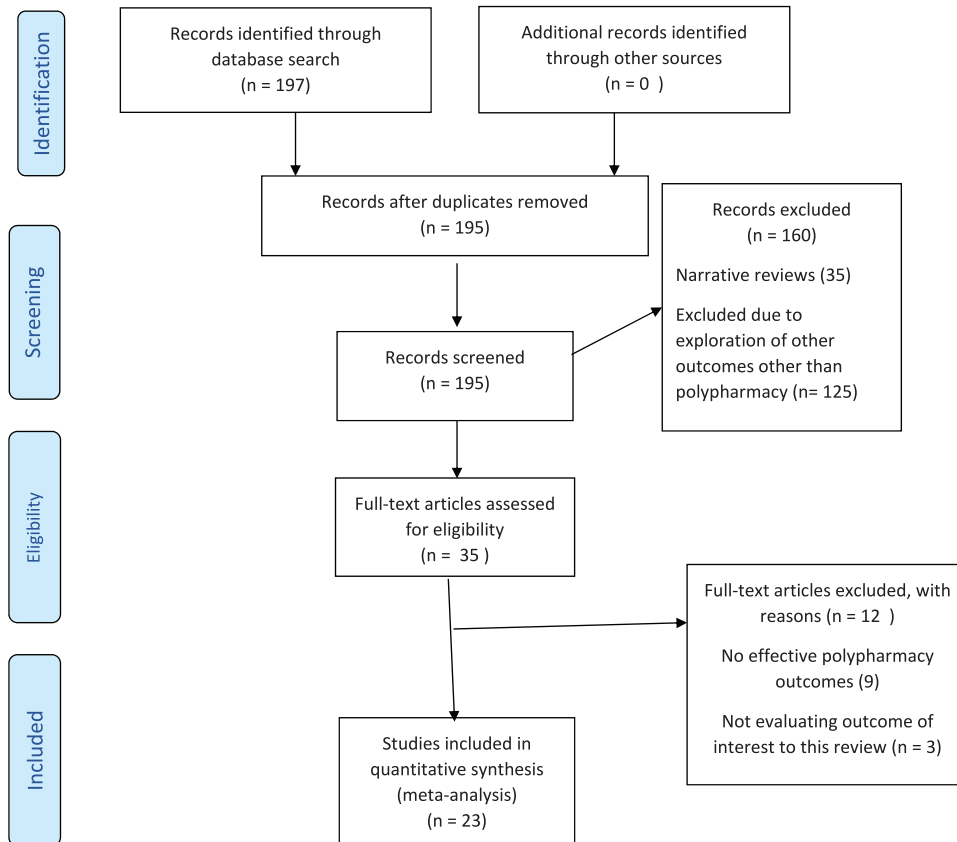 Identification
Records identified through
database search
(n = 197)
Additional records identified
through other sources
(n = 0  )
Records after duplicates removed
(n = 195)
Screening
Records screened
(n = 195)
Records excluded
(n = 160)
Narrative reviews (35)
Excluded due to
exploration of other
outcomes other than
polypharmacy (n= 125)
Eligibility
Full-text articles assessed
for eligibility
(n =  35 )
Full-text articles excluded, with
reasons (n = 12  )
No effective polypharmacy
outcomes (9)
Not evaluating outcome of
interest to this review (n = 3)
Included
Studies included in
quantitative synthesis
(meta-analysis)
(n = 23)